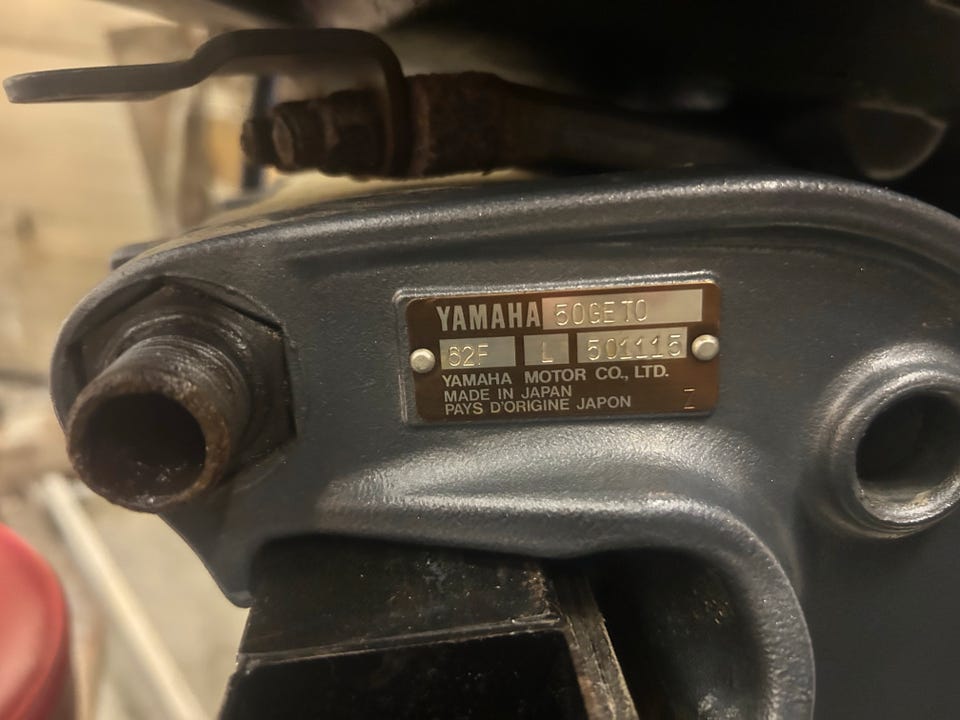 YAMAHA 50GETO
62F L 501115
YAMAHA MOTOR CO., LTD.
MADE IN JAPAN
PAYS D'ORIGINE JAPON Z